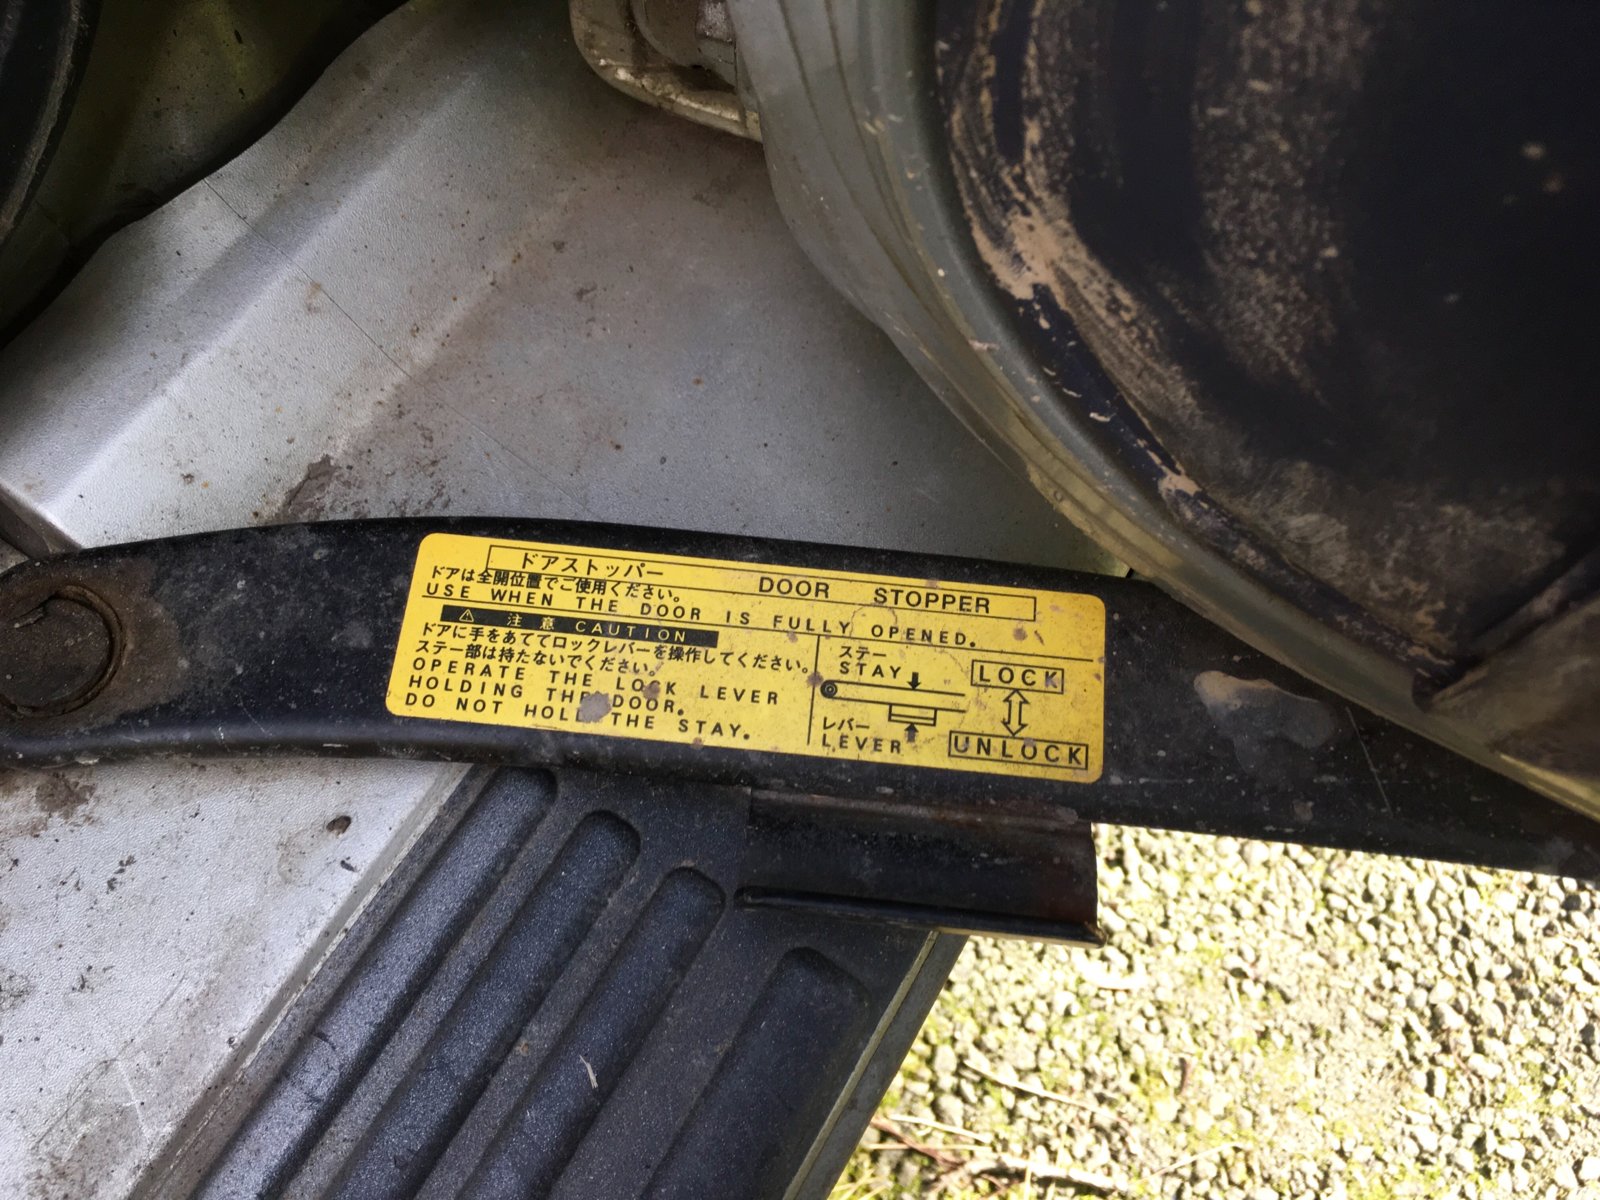 ドアストッパー DOOR STOPPER
ドアは全開位置でご使用ください。
USE WHEN THE DOOR IS FULLY OPENED.
⚠ 注意 CAUTION
ドアに手をあててロックレバーを操作してください。
ステー部は持たないでください。
OPERATE THE LOCK LEVER
HOLDING THE DOOR.
DO NOT HOLD THE STAY.
ステー
STAY
LOCK
レバー
LEVER
UNLOCK